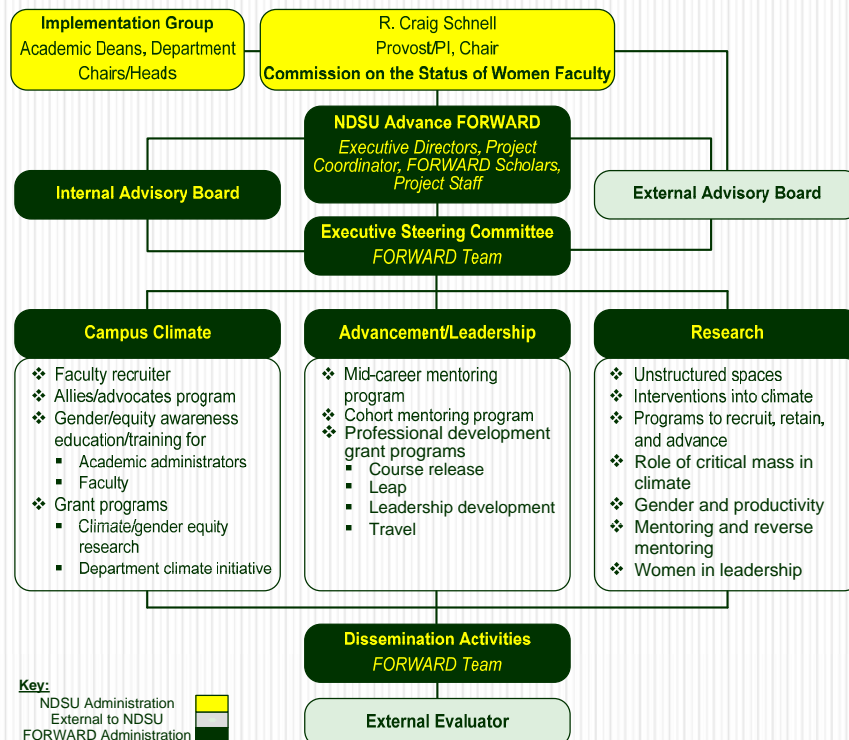 Implementation Group
Academic Deans, Department
Chairs/Heads
R. Craig Schnell
Provost/PI, Chair
Commission on the Status of Women Faculty
NDSU Advance FORWARD
Executive Directors, Project
Coordinator, FORWARD Scholars,
Project Staff
Internal Advisory Board
External Advisory Board
Executive Steering Committee
FORWARD Team
Campus Climate
❖ Faculty recruiter
❖ Allies/advocates program
❖ Gender/equity awareness
education/training for
▪ Academic administrators
▪ Faculty
❖ Grant programs
▪ Climate/gender equity
research
▪ Department climate initiative
Advancement/Leadership
❖ Mid-career mentoring
program
❖ Cohort mentoring program
❖ Professional development
grant programs
▪ Course release
▪ Leap
▪ Leadership development
▪ Travel
Research
❖ Unstructured spaces
❖ Interventions into climate
❖ Programs to recruit, retain,
and advance
❖ Role of critical mass in
climate
❖ Gender and productivity
❖ Mentoring and reverse
mentoring
❖ Women in leadership
Dissemination Activities
FORWARD Team
External Evaluator
Key:
NDSU Administration
External to NDSU
FORWARD Administration